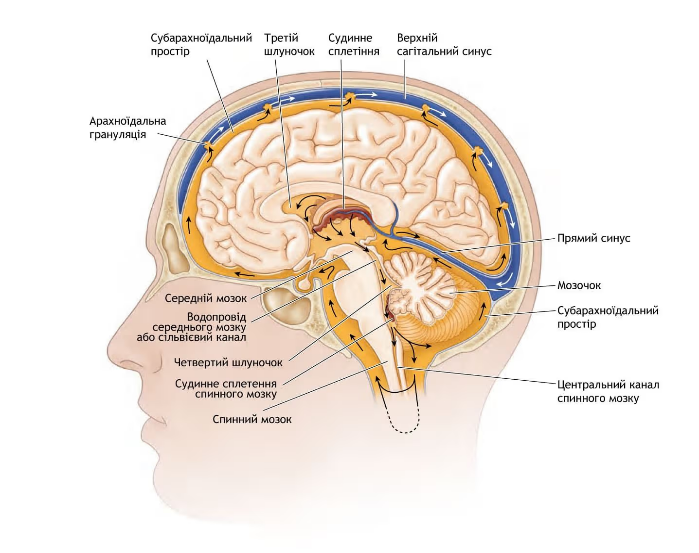 Субарахноїдальний
простір
Третій
шлуночок
Судинне
сплетіння
Верхній
сагітальний синус
Арахноїдальна
грануляція
Прямий синус
Середній мозок
Мозочок
Водопровід
середнього мозку
або сільвієвий канал
Субарахноїдальний
простір
Четвертий шлуночок
Судинне сплетення
спинного мозку
Центральний канал
спинного мозку
Спинний мозок